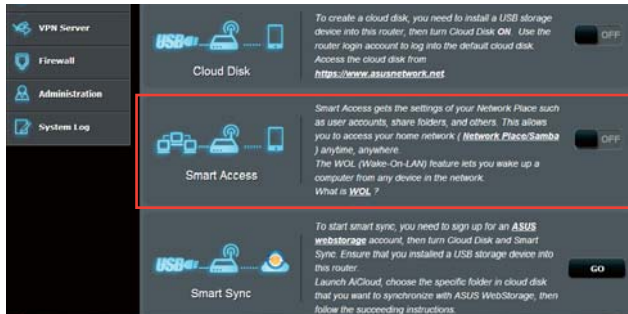 VPN Server
Firewall
Administration
System Log
USB
Cloud Disk
To create a cloud disk, you need to install a USB storage
device into this router, then turn Cloud Disk ON. Use the
router login account to log into the default cloud disk.
Access the cloud disk from
https://www.asusnetwork.net
OFF
Smart Access
Smart Access gets the settings of your Network Place such
as user accounts, share folders, and others. This allows
you to access your home network ( Network Place/Samba
) anytime, anywhere.
The WOL (Wake-On-LAN) feature lets you wake up a
computer from any device in the network.
What is WOL ?
OFF
USB
Smart Sync
To start smart sync, you need to sign up for an ASUS
webstorage account, then turn Cloud Disk and Smart
Sync. Ensure that you installed a USB storage device into
this router.
Launch AiCloud, choose the specific folder in cloud disk
that you want to synchronize with ASUS WebStorage, then
follow the succeeding instructions.
GO